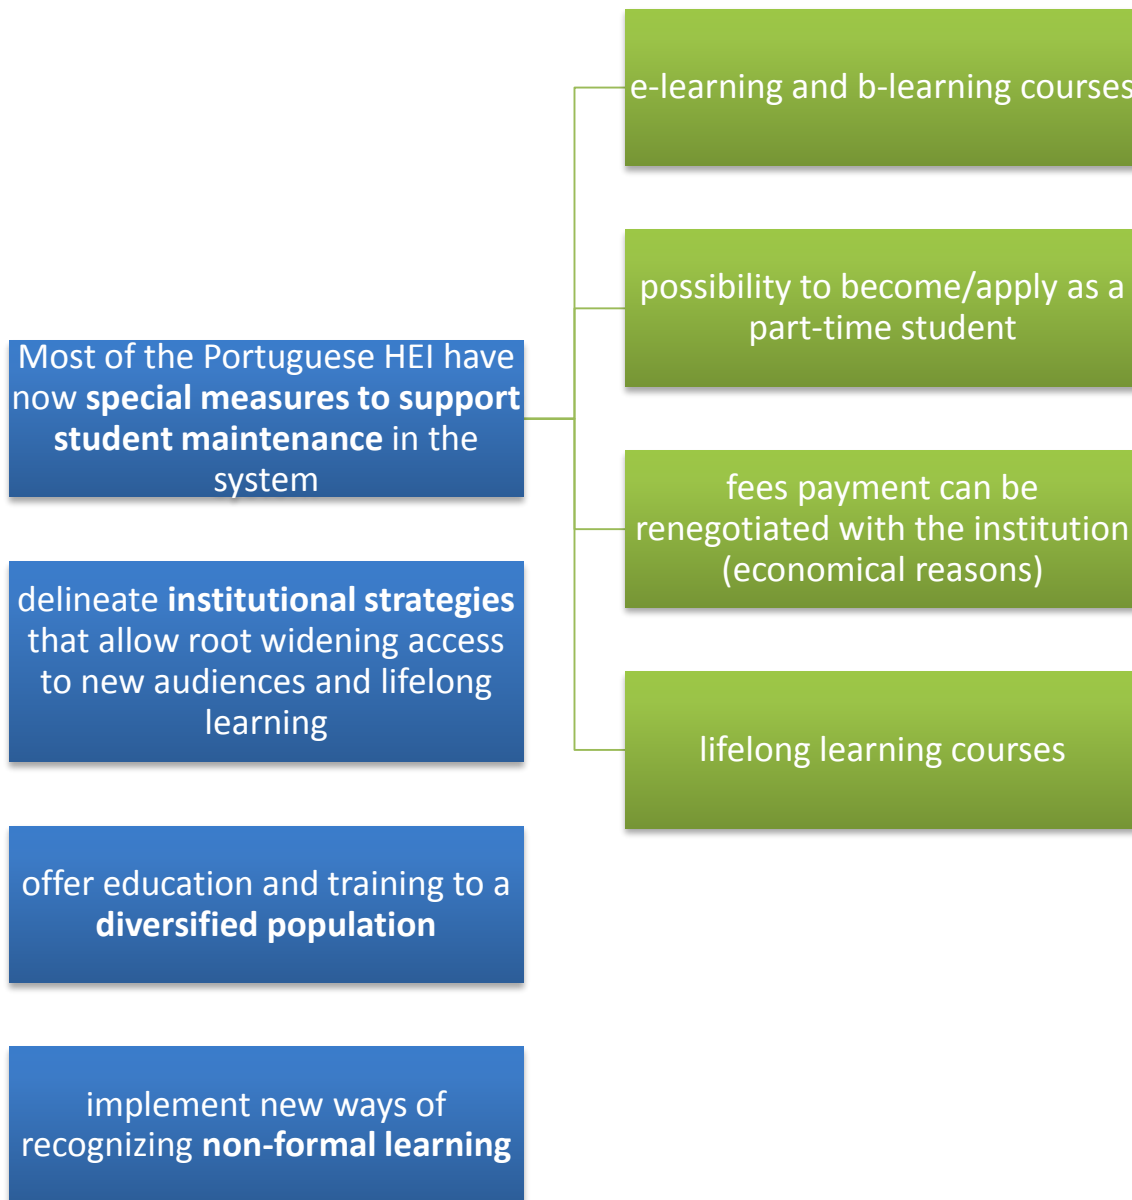 Most of the Portuguese HEI have
now special measures to support
student maintenance in the
system
delineate institutional strategies
that allow root widening access
to new audiences and lifelong
learning
offer education and training to a
diversified population
implement new ways of
recognizing non-formal learning
e-learning and b-learning courses
possibility to become/apply as a
part-time student
fees payment can be
renegotiated with the institution
(economical reasons)
lifelong learning courses